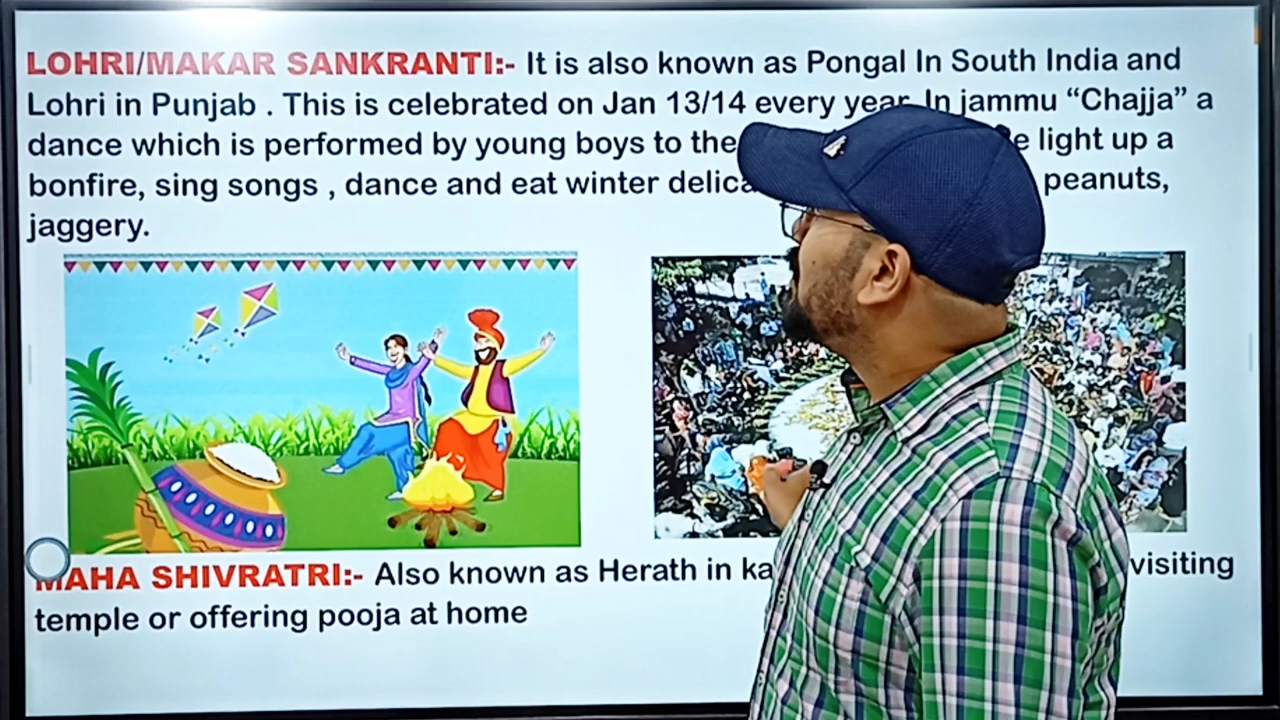 LOHRI/MAKAR SANKRANTI:- It is also known as Pongal In South India and
Lohri in Punjab . This is celebrated on Jan 13/14 every year. In jammu “Chajja” a
dance which is performed by young boys to the light up a
bonfire, sing songs , dance and eat winter peanuts,
jaggery.
MAHA SHIVRATRI:- Also known as Herath in visiting
temple or offering pooja at home